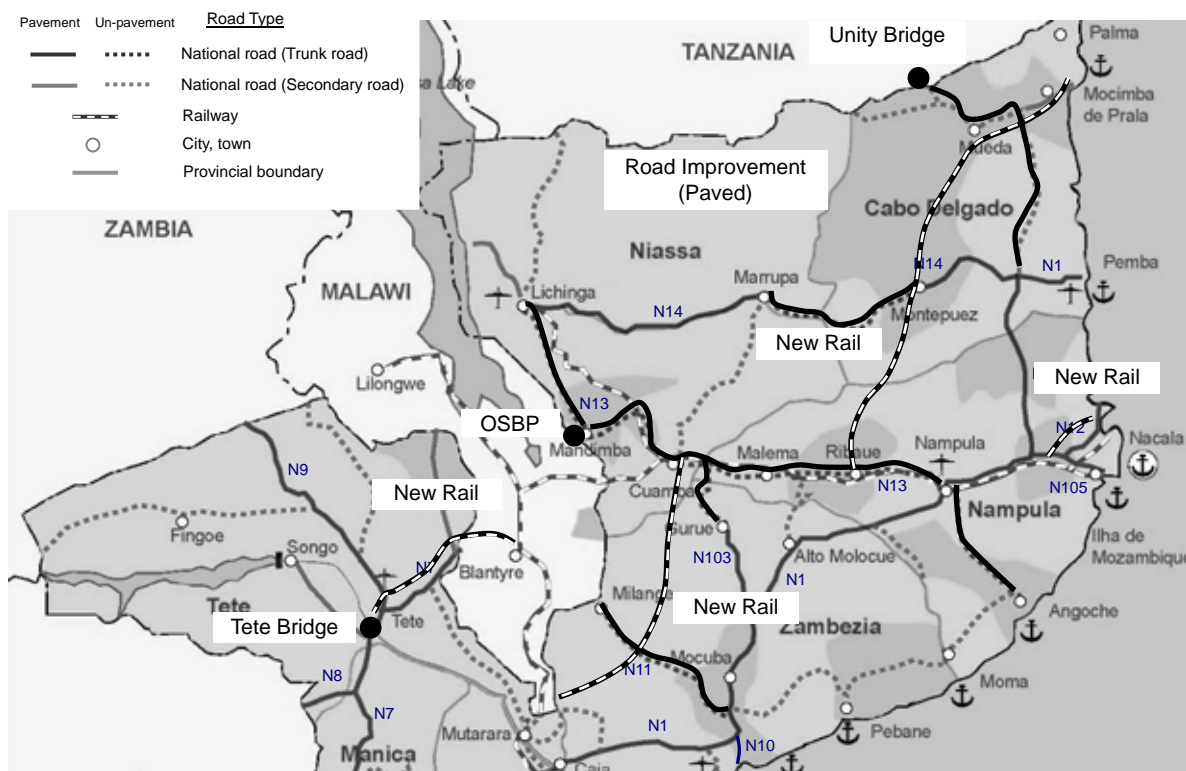 Pavement Un-pavement Road Type
National road (Trunk road)
National road (Secondary road)
Railway
City, town
Provincial boundary
Lake
TANZANIA
Unity Bridge
Palma
Mocimba
de Prala
Mueda
Road Improvement
(Paved)
Cabo Delgado
ZAMBIA
Niassa
MALAWI
Lichinga
N14
Marrupa
N14
Montepuez
N1
Pemba
New Rail
Lilongwe
New Rail
N13
OSBP
Mandimba
N12
Nacala
Cuamba
Malema
Ribaue
Nampula
N13
N105
N9
New Rail
Nampula
Fingoe
Songo
Gurue
N103
Alto Molocue
Ilha de
Mozambique
Blantyre
N1
Tete
Tete Bridge
Tete
Milange
New Rail
Zambezia
Angoche
Mocuba
N11
N8
N7
Moma
Mutarara
N1
N10
Pebane
Manica
Caia